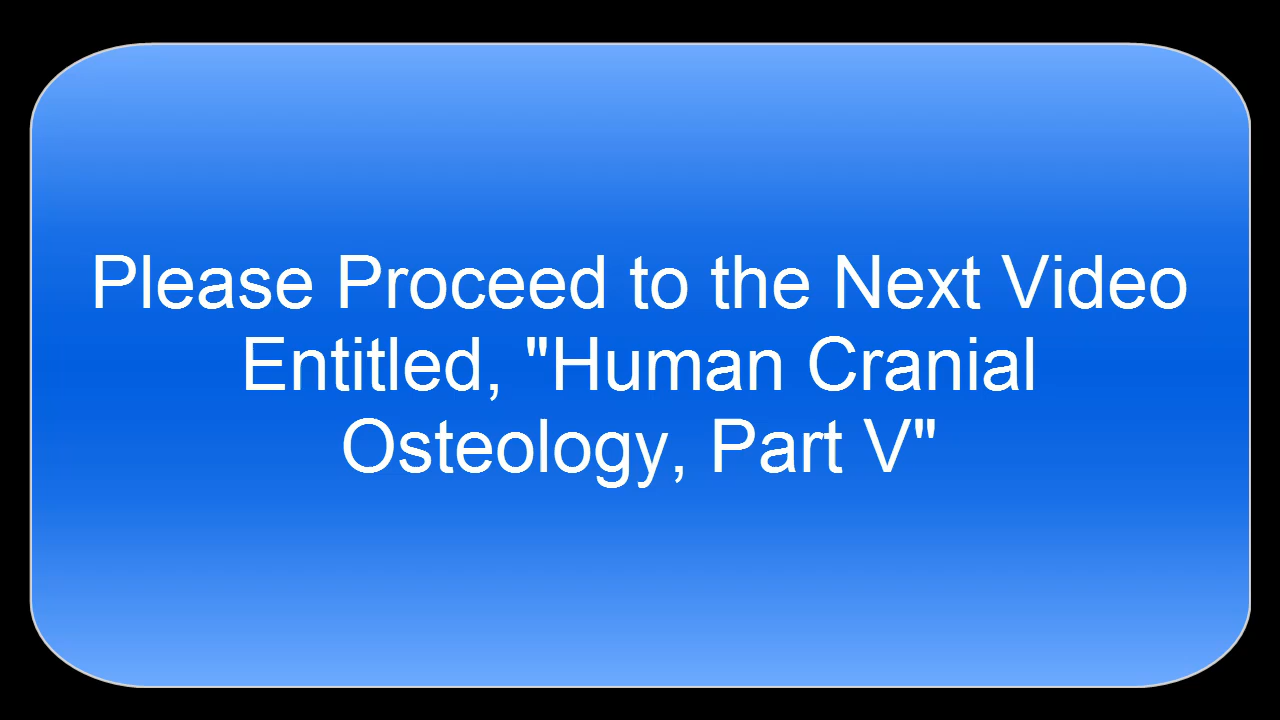 Please Proceed to the Next Video
Entitled, "Human Cranial
Osteology, Part V"